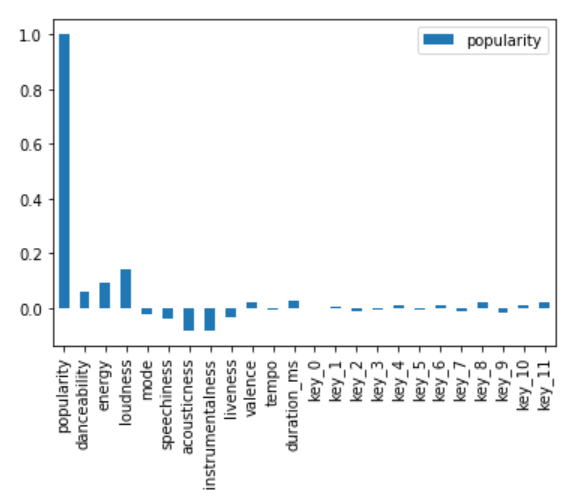 popularity
1.0
0.8
0.6
0.4
0.2
0.0
popularity
danceability
energy
loudness
mode
speechiness
acousticness
instrumentalness
liveness
valence
tempo
duration_ms
key_0
key_1
key_2
key_3
key_4
key_5
key_6
key_7
key_8
key_9
key_10
key_11